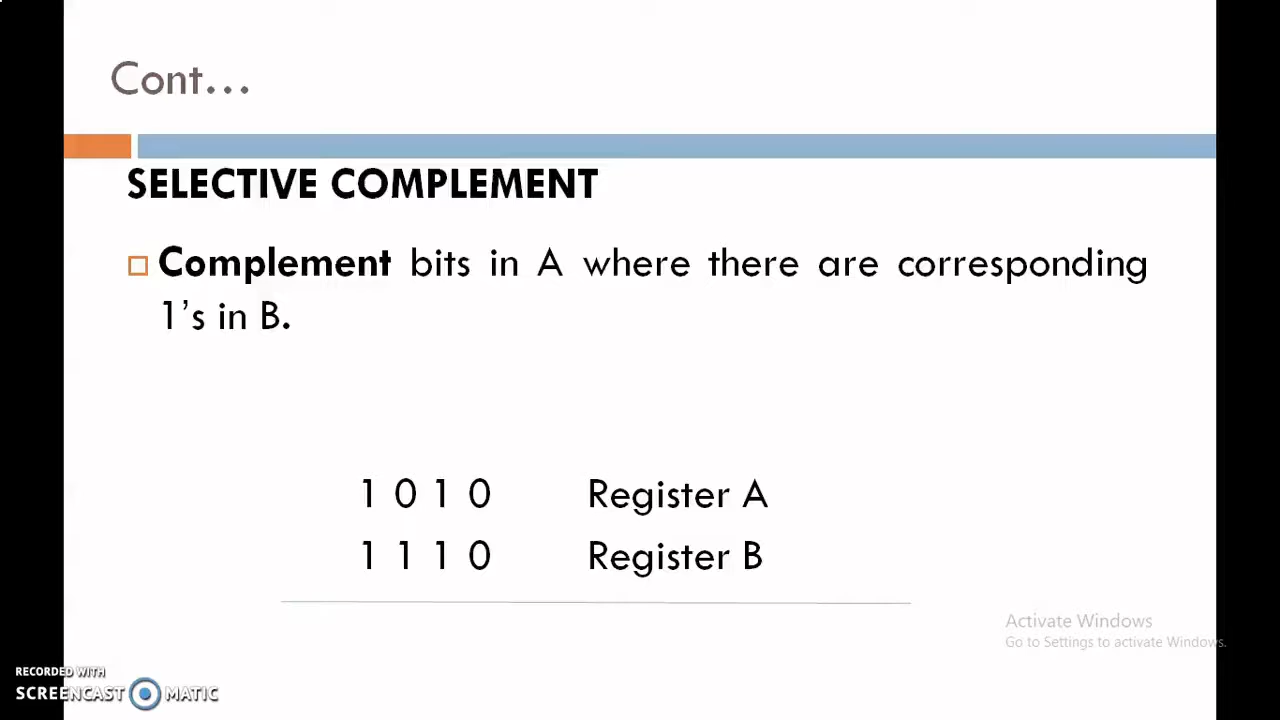 Cont...
SELECTIVE COMPLEMENT
Complement bits in A where there are corresponding
1’s in B.
1 0 1 0 Register A
1 1 1 0 Register B
Activate Windows
Go to Settings to activate Windows.
RECORDED WITH
SCREENCAST MATIC